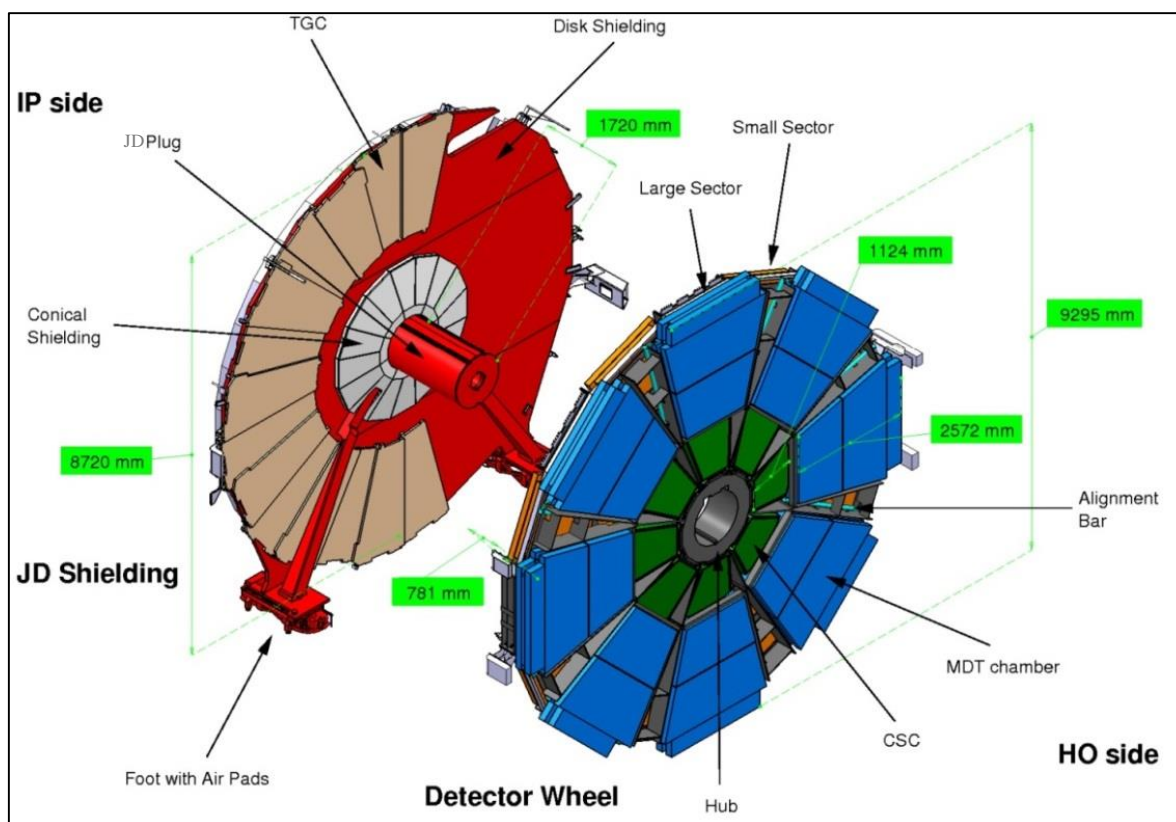 TGC
Disk Shielding
IP side
1720 mm
Small Sector
JD Plug
Large Sector
1124 mm
9295 mm
Conical
Shielding
2572 mm
8720 mm
Alignment
Bar
JD Shielding
781 mm
MDT chamber
CSC
HO side
Foot with Air Pads
Detector Wheel
Hub